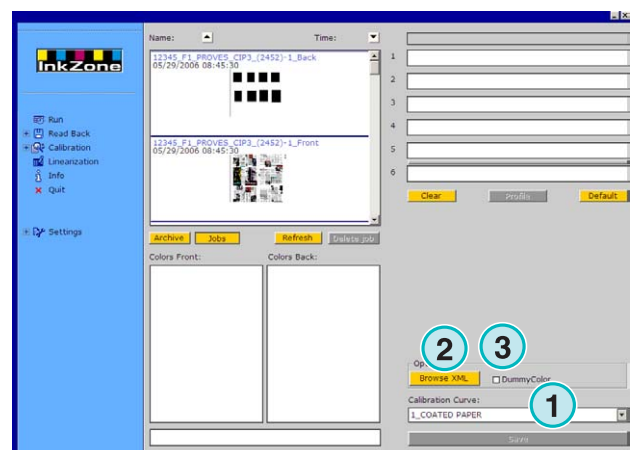 InkZone
Run
Read Back
Calibration
Linearization
Info
Quit
Settings
Name:
Time:
12345_F1_PROVES_CIP3_(2452)-1_Back
05/29/2006 08:45:30
12345_F1_PROVES_CIP3_(2452)-1_Front
05/29/2006 08:45:30
Archive
Jobs
Refresh
Delete job
Colors Front:
Colors Back:
1
2
3
4
5
6
Clear
Profile
Default
2
3
Browse XML
DummyColor
1
Calibration Curve:
1_COATED PAPER
Save